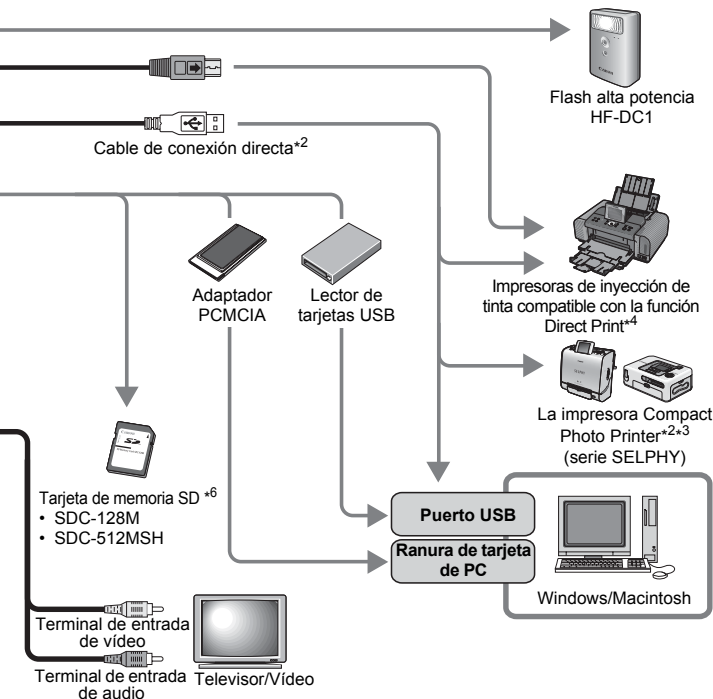 Flash alta potencia
HF-DC1
Cable de conexión directa*2
Adaptador
PCMCIA
Lector de
tarjetas USB
Impresoras de inyección de
tinta compatible con la función
Direct Print*4
La impresora Compact
Photo Printer*2*3
(serie SELPHY)
Tarjeta de memoria SD *6
• SDC-128M
• SDC-512MSH
Puerto USB
Ranura de tarjeta
de PC
Windows/Macintosh
Terminal de entrada
de vídeo
Terminal de entrada
de audio
Televisor/Vídeo